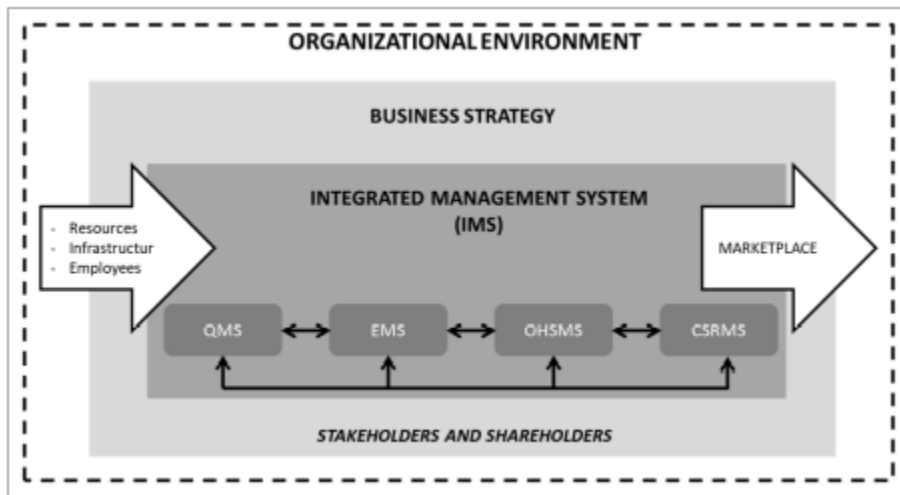 ORGANIZATIONAL ENVIRONMENT
BUSINESS STRATEGY
INTEGRATED MANAGEMENT SYSTEM
(IMS)
- Resources
- Infrastructur
- Employees
MARKETPLACE
QMS
EMS
OHSMS
CSRMS
STAKEHOLDERS AND SHAREHOLDERS